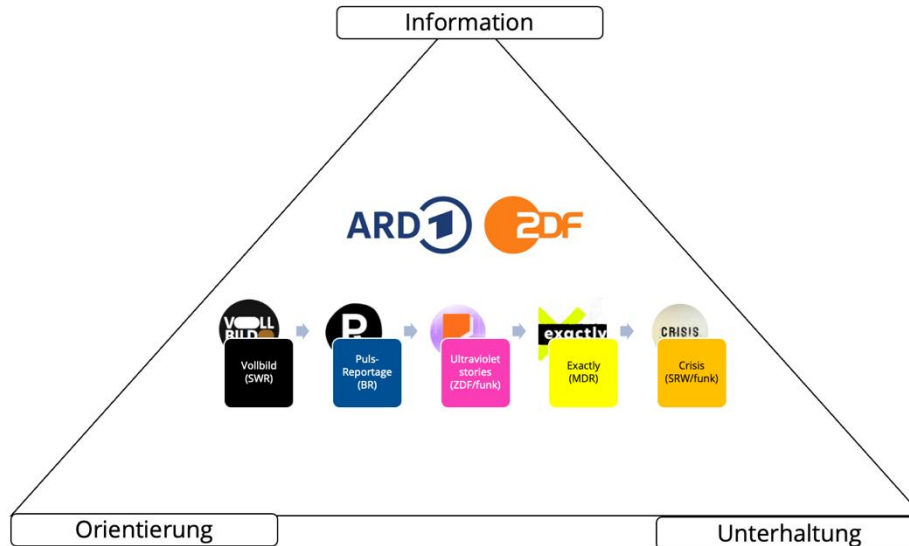 Information
ARD 1 ZDF
VOLL
BILD
P
exactly
CRISIS
Vollbild
(SWR)
Puls-
Reportage
(BR)
Ultraviolet
stories
(ZDF/funk)
Exactly
(MDR)
Crisis
(SRW/funk)
Orientierung
Unterhaltung